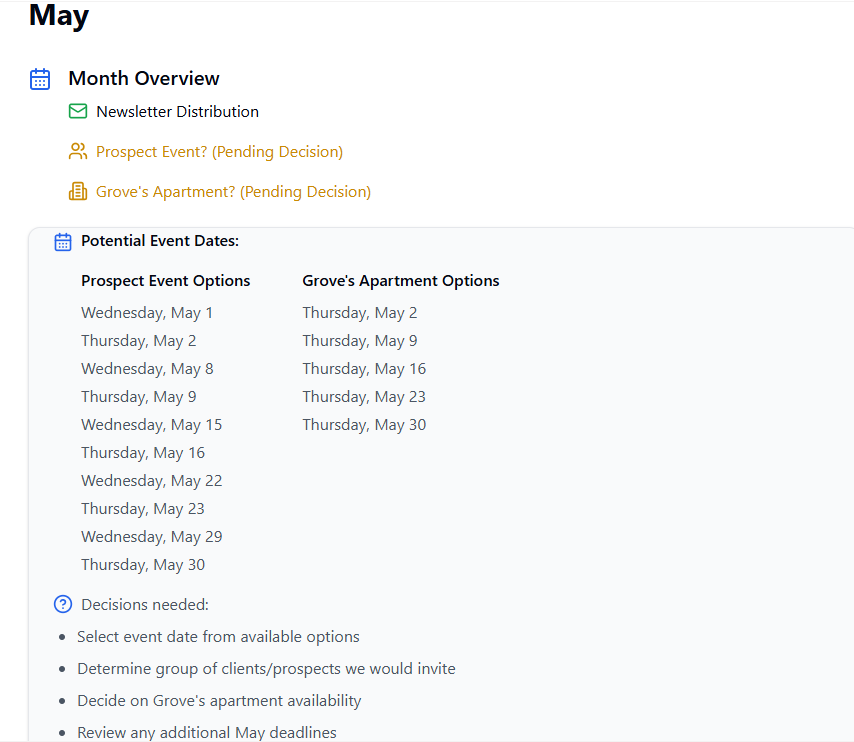 May
Month Overview
Newsletter Distribution
Prospect Event? (Pending Decision)
Grove's Apartment? (Pending Decision)
Potential Event Dates:
Prospect Event Options
Wednesday, May 1
Thursday, May 2
Wednesday, May 8
Thursday, May 9
Wednesday, May 15
Thursday, May 16
Wednesday, May 22
Thursday, May 23
Wednesday, May 29
Thursday, May 30
Grove's Apartment Options
Thursday, May 2
Thursday, May 9
Thursday, May 16
Thursday, May 23
Thursday, May 30
Decisions needed:
• Select event date from available options
• Determine group of clients/prospects we would invite
• Decide on Grove's apartment availability
• Review any additional May deadlines